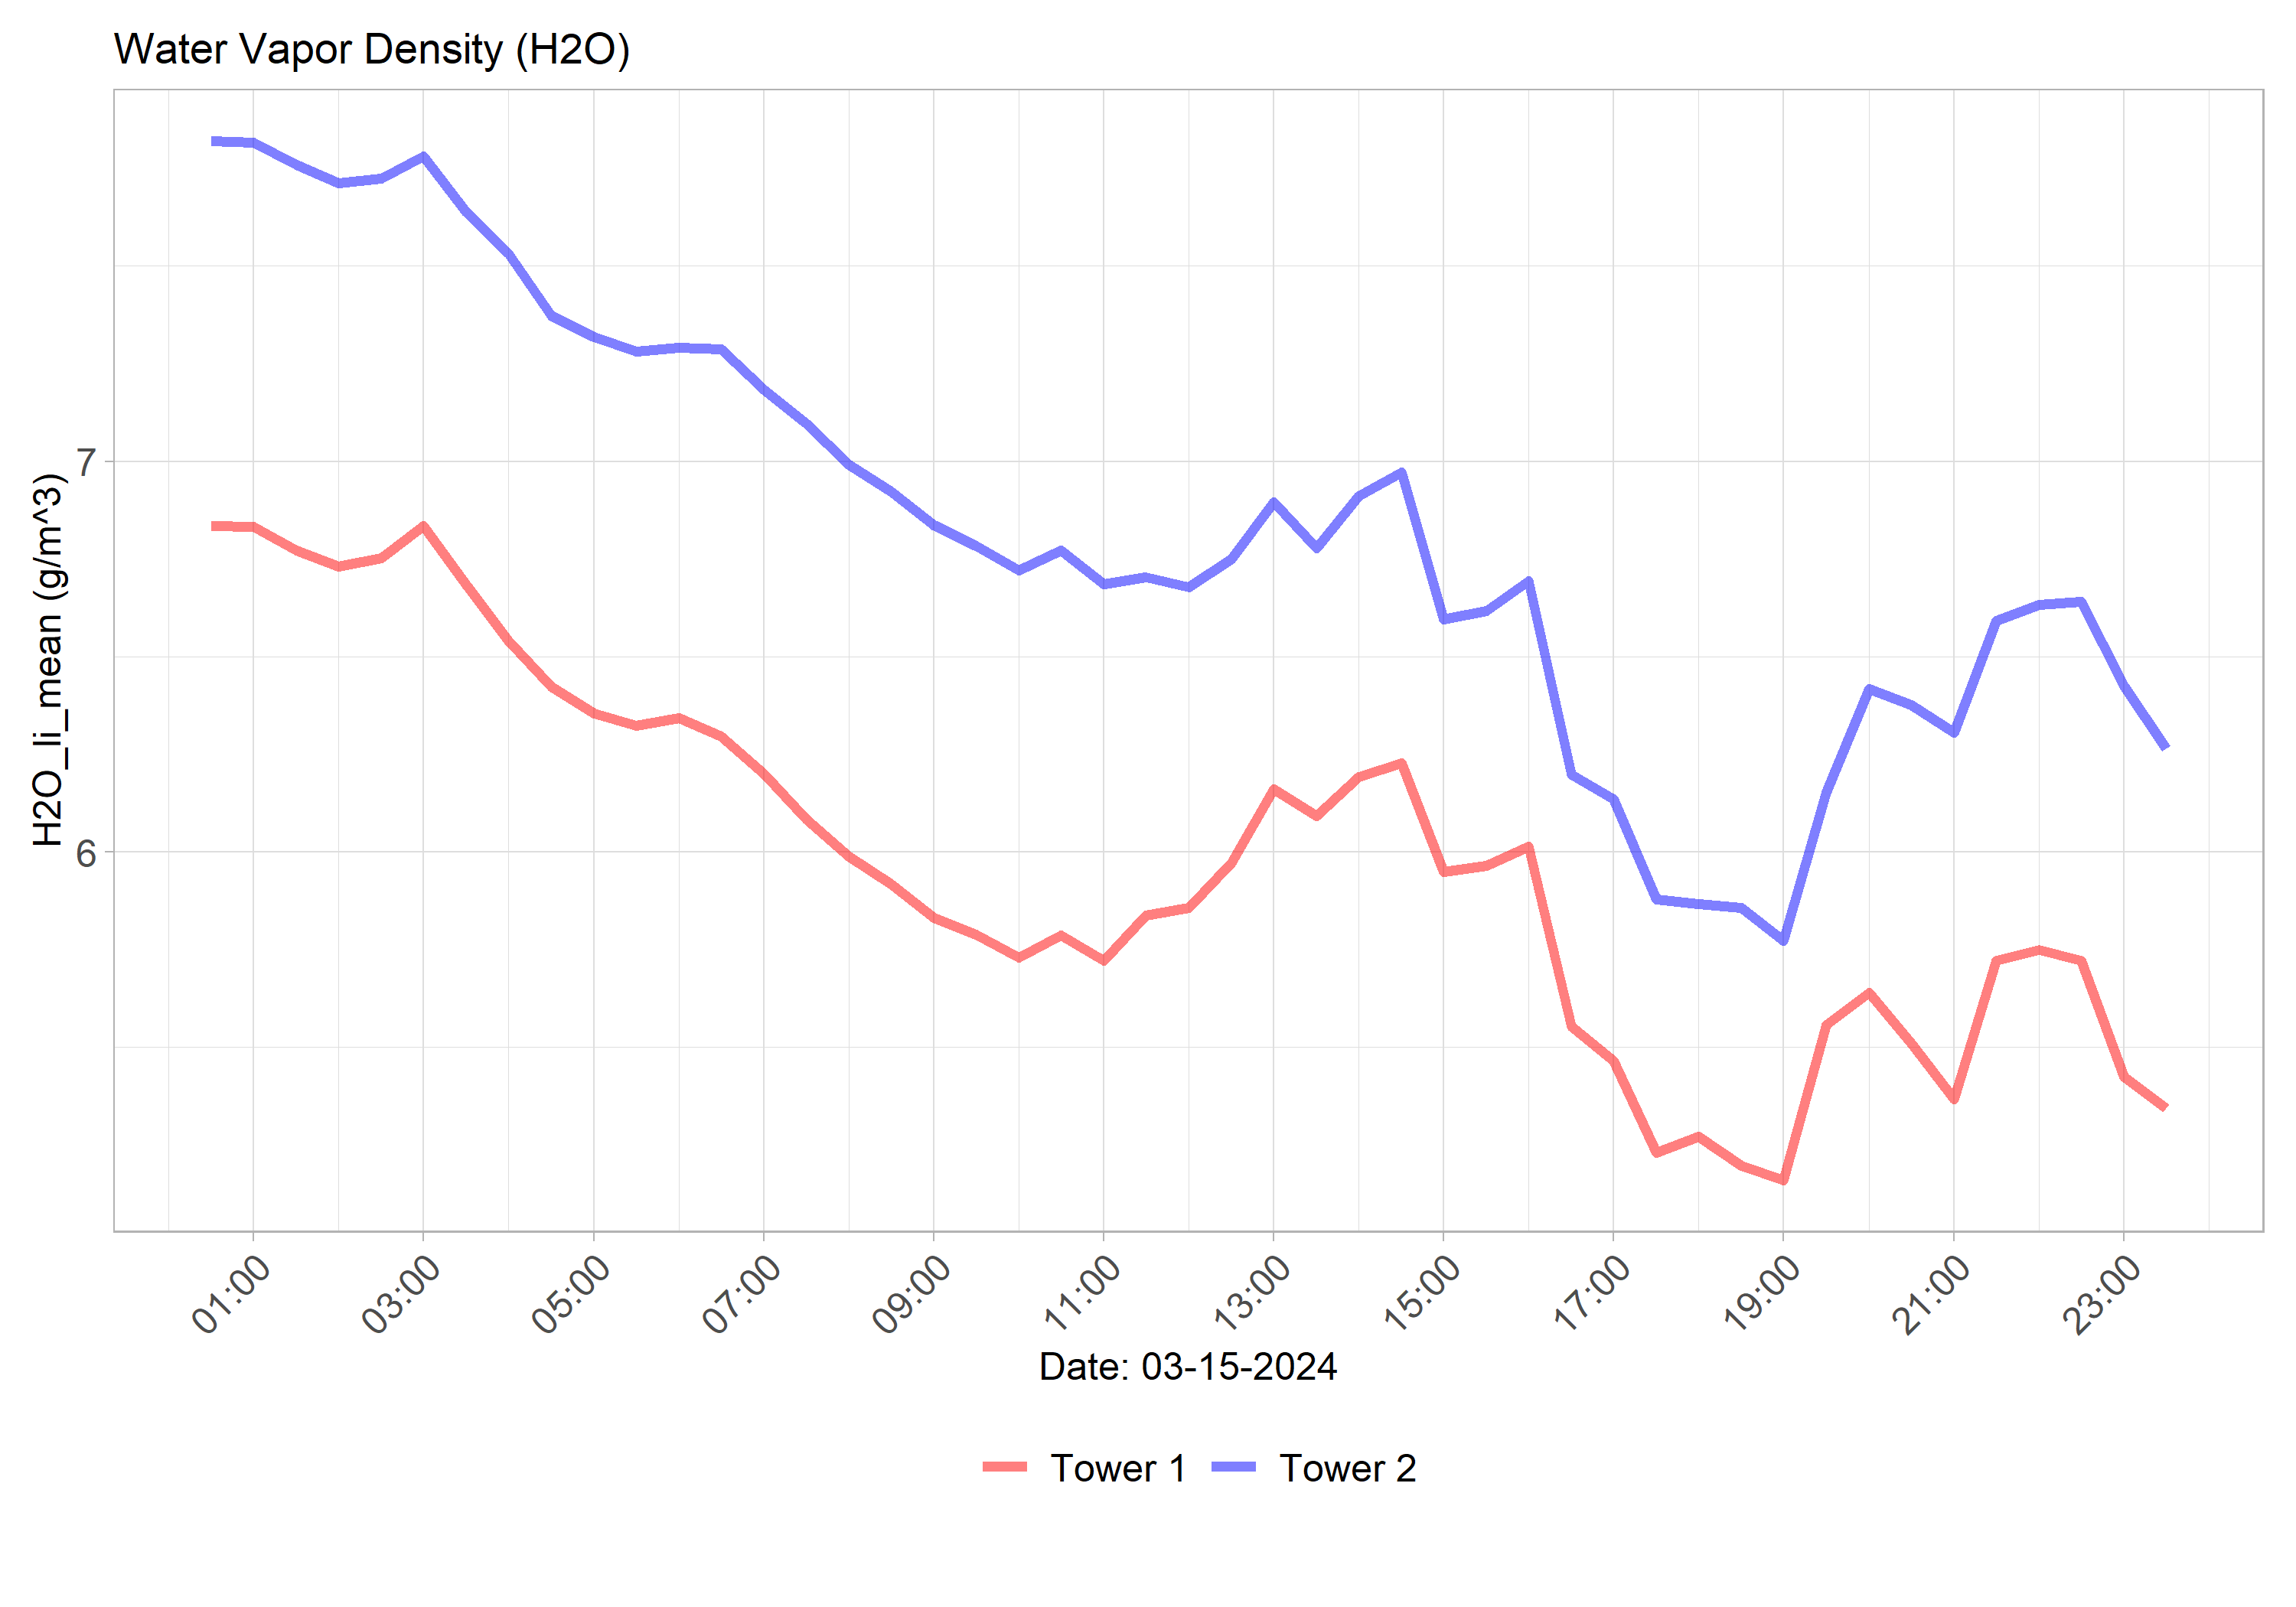 Water Vapor Density (H2O)
H2O_li_mean (g/m^3)
7
6
01:00
03:00
05:00
07:00
09:00
11:00
13:00
15:00
17:00
19:00
21:00
23:00
Date: 03-15-2024
Tower 1
Tower 2